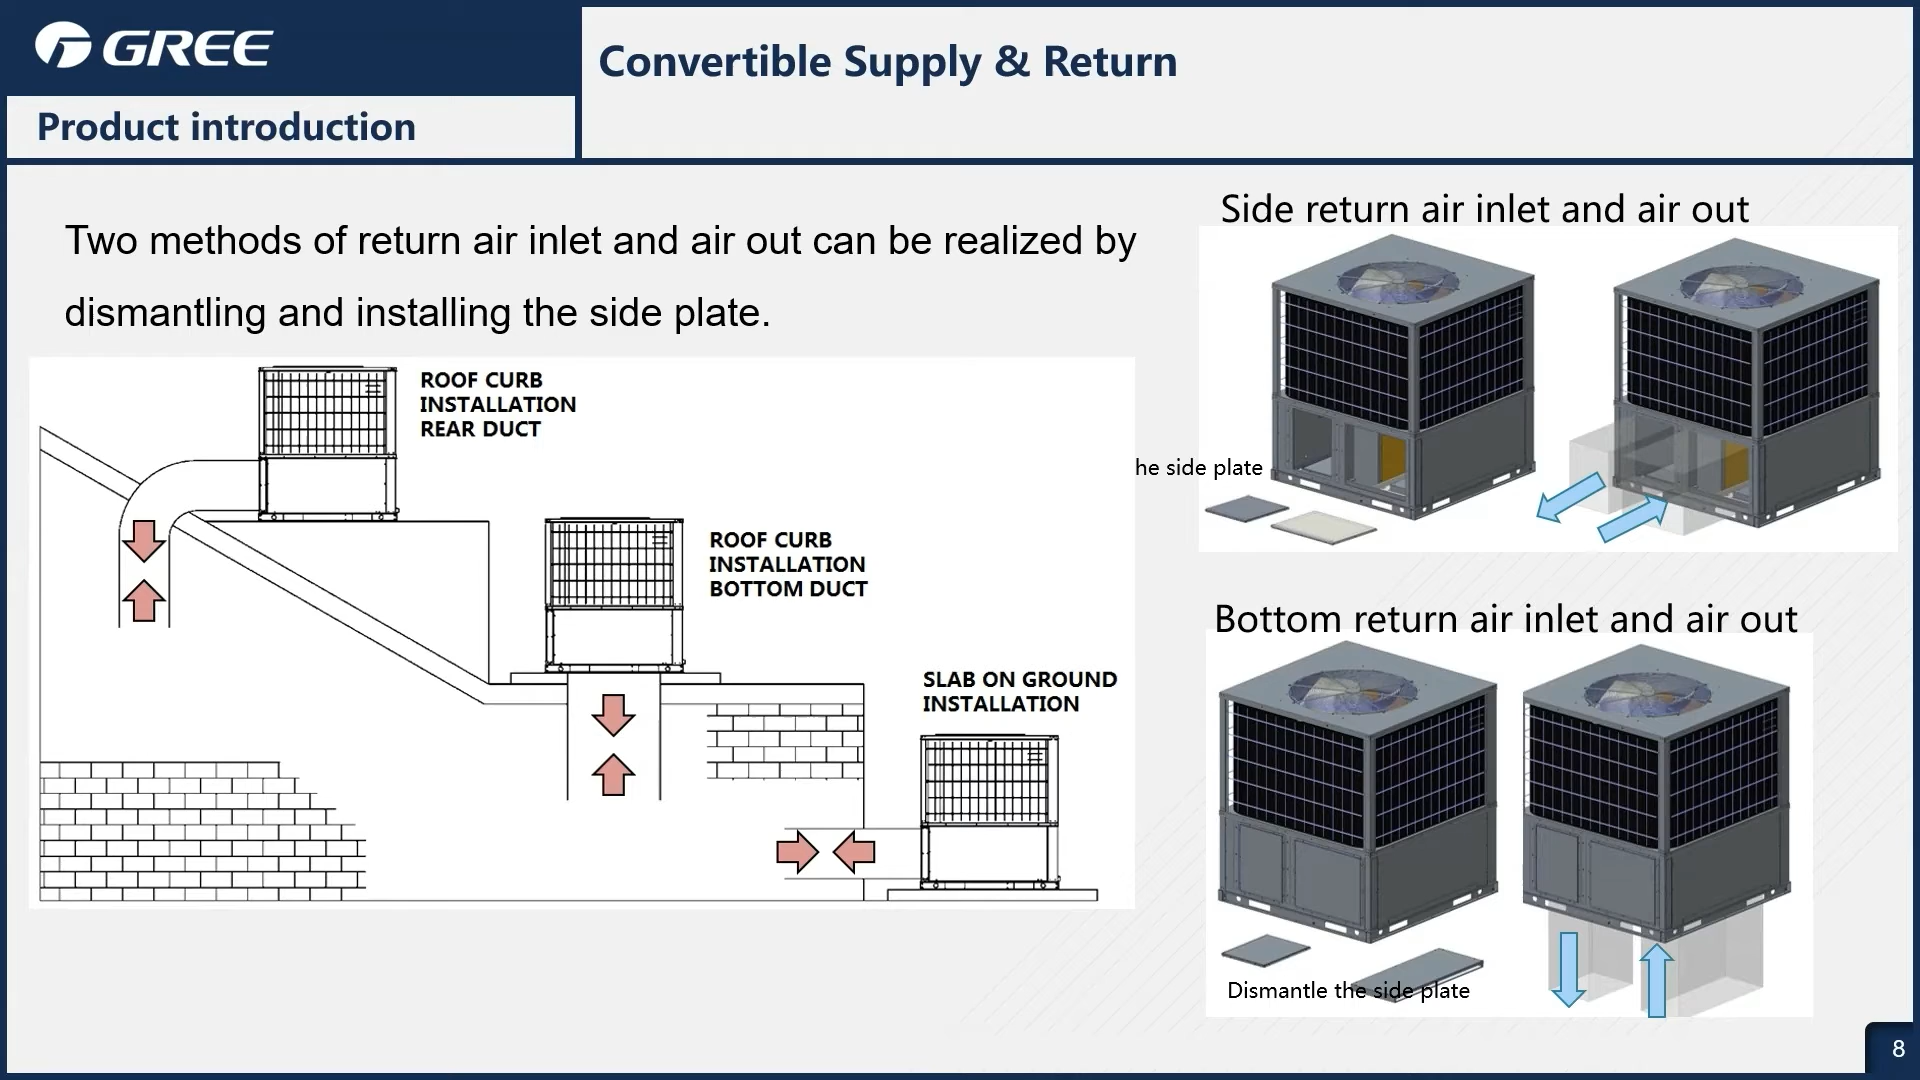 GREE
Convertible Supply & Return
Product introduction
Two methods of return air inlet and air out can be realized by
dismantling and installing the side plate.
ROOF CURB
INSTALLATION
REAR DUCT
ROOF CURB
INSTALLATION
BOTTOM DUCT
SLAB ON GROUND
INSTALLATION
Side return air inlet and air out
he side plate
Bottom return air inlet and air out
Dismantle the side plate
8